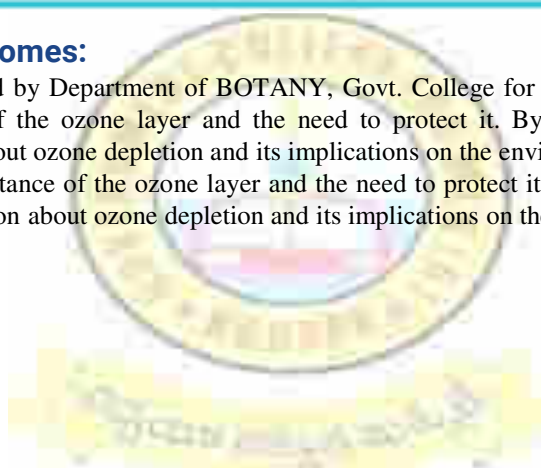 omes:
d by Department of BOTANY, Govt. College for
f the ozone layer and the need to protect it. By
out ozone depletion and its implications on the envi
tance of the ozone layer and the need to protect it
on about ozone depletion and its implications on the